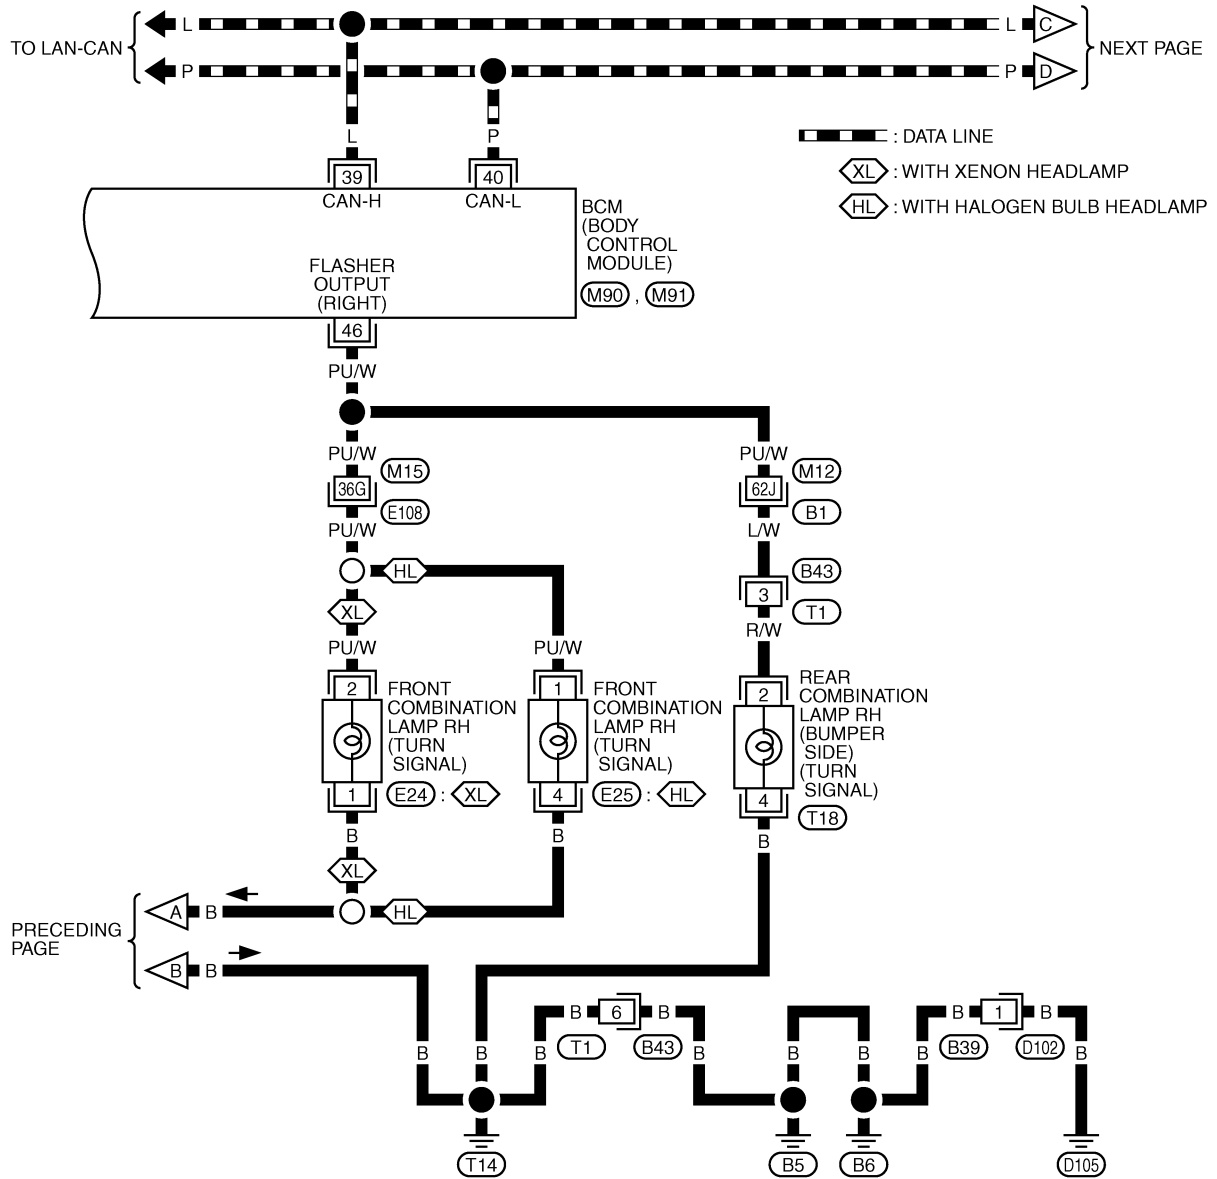 L
L
C
TO LAN-CAN
NEXT PAGE
P
P
D
L
P
: DATA LINE
XL : WITH XENON HEADLAMP
HL : WITH HALOGEN BULB HEADLAMP
39
40
CAN-H
CAN-L
BCM
(BODY
CONTROL
MODULE)
M90 , M91
FLASHER
OUTPUT
(RIGHT)
46
PU/W
PU/W
PU/W
M15
M12
36G
62J
E108
B1
PU/W
L/W
HL
B43
3
XL
T1
R/W
PU/W
PU/W
2
FRONT
COMBINATION
LAMP RH
(TURN
SIGNAL)
1
E24 : XL
1
FRONT
COMBINATION
LAMP RH
(TURN
SIGNAL)
4
E25 : HL
2
REAR
COMBINATION
LAMP RH
(BUMPER
SIDE)
(TURN
SIGNAL)
4
T18
B
B
B
XL
A
B
HL
PRECEDING
PAGE
B
B
B
6
B
B
1
B
T1
B43
B39
D102
B
B
B
B
B
B
B
B
T14
B5
B6
D105